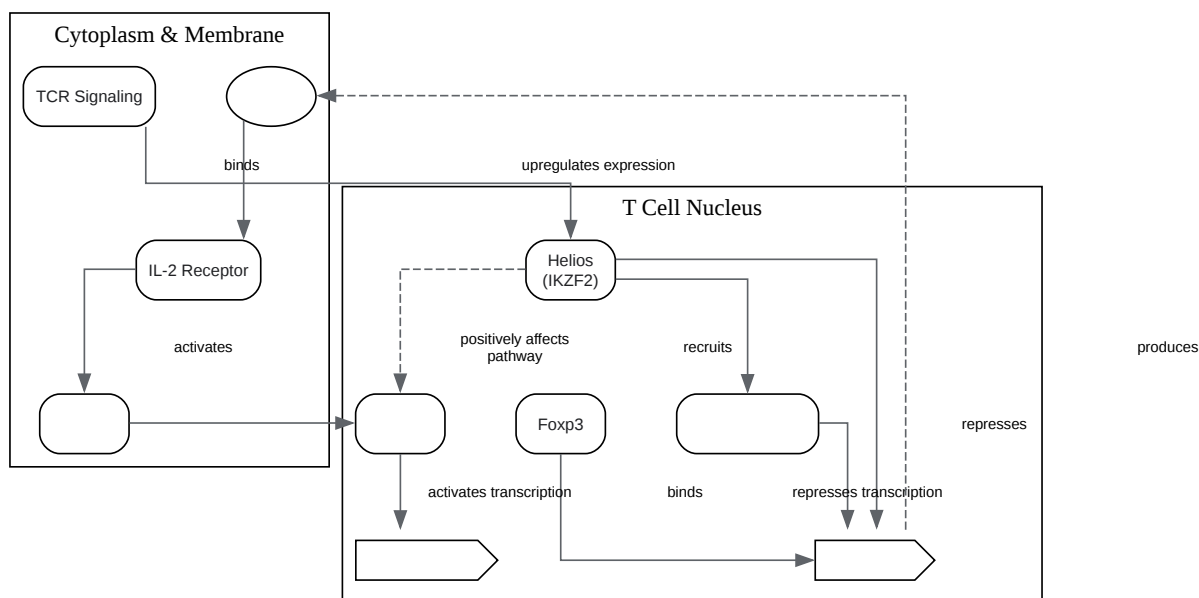 Cytoplasm & Membrane
TCR Signaling
binds
upregulates expression
T Cell Nucleus
IL-2 Receptor
Helios
(IKZF2)
activates
positively affects
pathway
recruits
produces
Foxp3
represses
activates transcription
binds
represses transcription